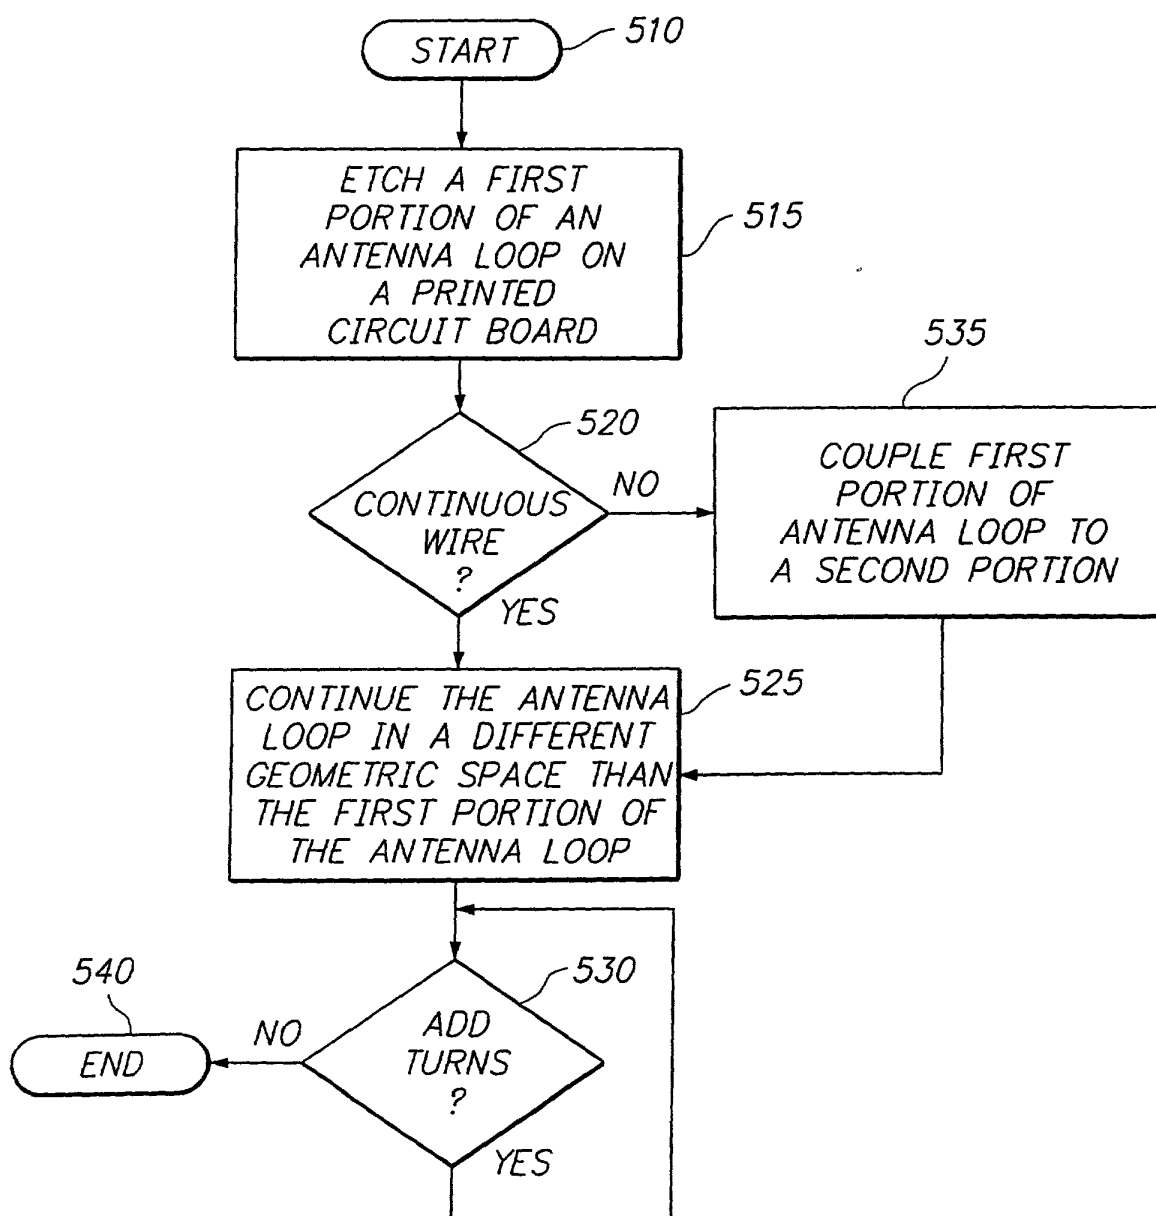 START
510
ETCH A FIRST
PORTION OF AN
ANTENNA LOOP ON
A PRINTED
CIRCUIT BOARD
515
535
520
CONTINUOUS
WIRE
?
NO
YES
COUPLE FIRST
PORTION OF
ANTENNA LOOP TO
A SECOND PORTION
CONTINUE THE ANTENNA
LOOP IN A DIFFERENT
GEOMETRIC SPACE THAN
THE FIRST PORTION OF
THE ANTENNA LOOP
525
540
530
END
NO
ADD
TURNS
?
YES